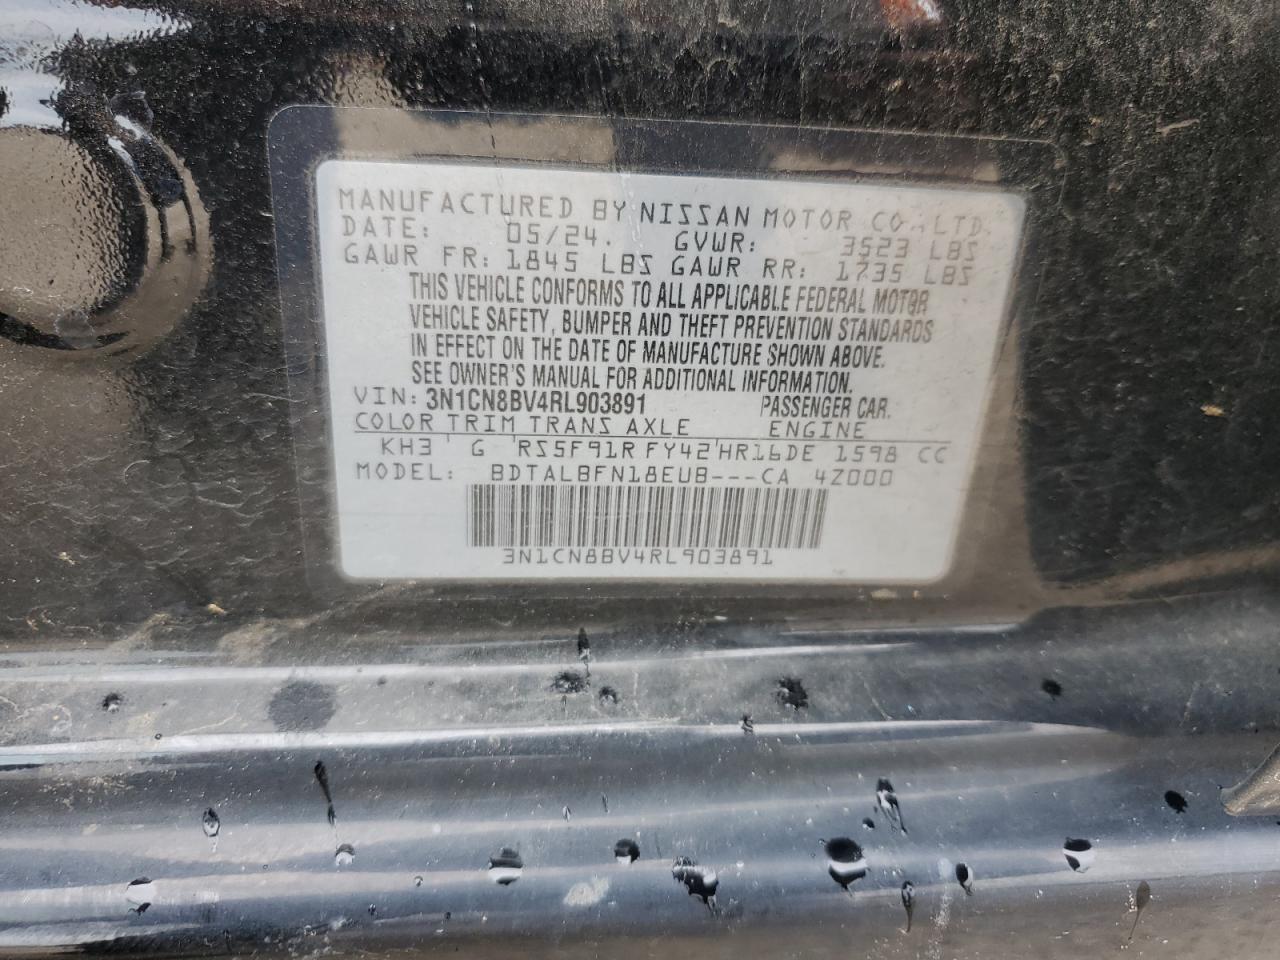 MANUFACTURED BY NISSAN MOTOR CO., LTD.
DATE: 05/24. GVWR: 3523 LBS
GAWR FR: 1845 LBS GAWR RR: 1735 LBS
THIS VEHICLE CONFORMS TO ALL APPLICABLE FEDERAL MOTOR
VEHICLE SAFETY, BUMPER AND THEFT PREVENTION STANDARDS
IN EFFECT ON THE DATE OF MANUFACTURE SHOWN ABOVE.
SEE OWNER'S MANUAL FOR ADDITIONAL INFORMATION.
VIN: 3N1CN8BV4RL903891 PASSENGER CAR.
COLOR TRIM TRANS AXLE ENGINE
KH3 G RS5F91R FY42 HR16DE 1598 CC
MODEL: BDTALBFN18EUB---CA 4Z000
3N1CN8BV4RL903891